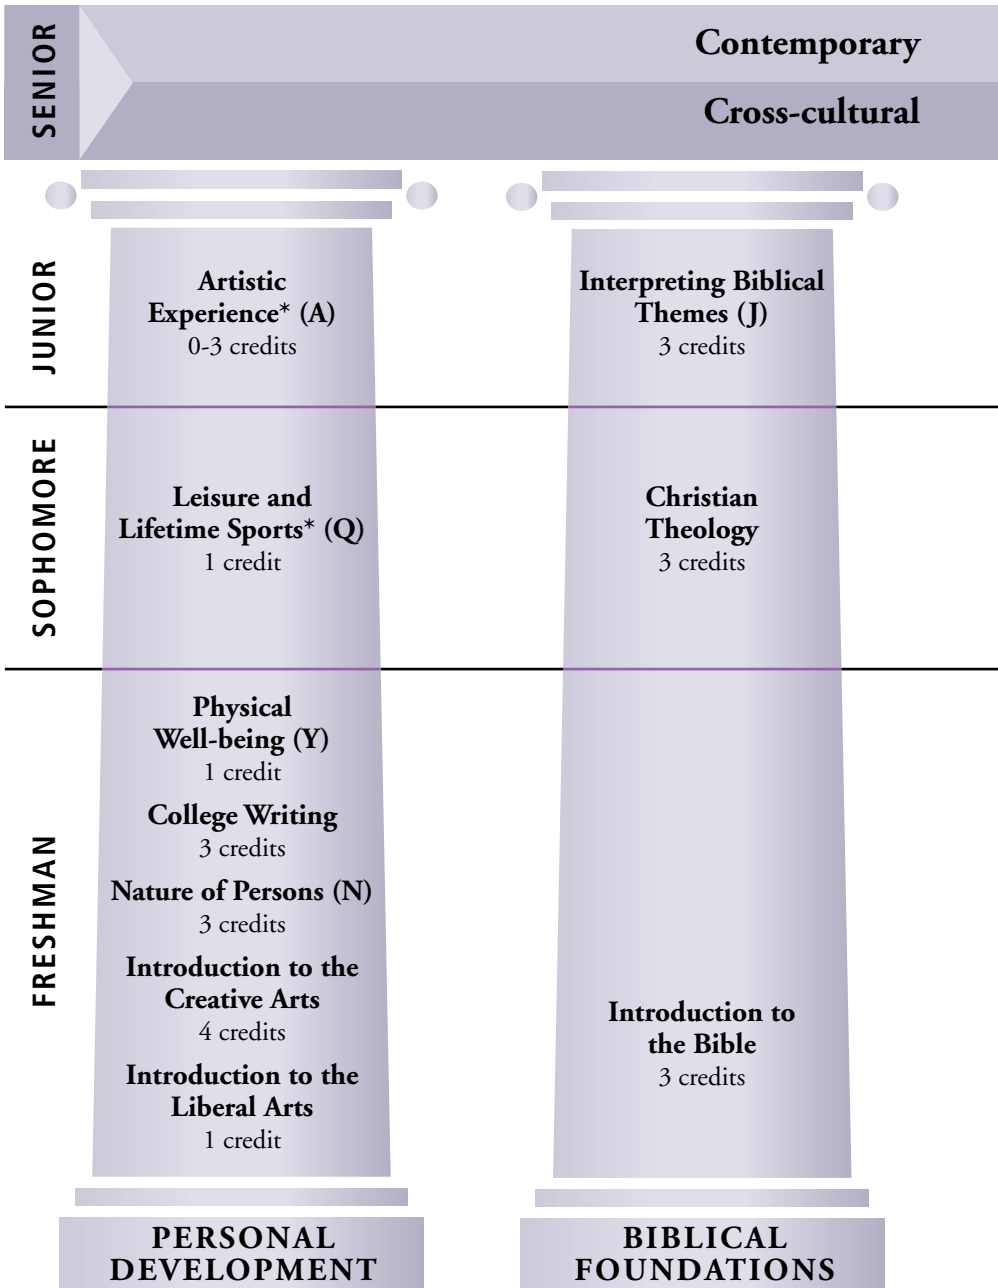 SENIOR
Contemporary
Cross-cultural
JUNIOR
Artistic
Experience* (A)
0-3 credits
Interpreting Biblical
Themes (J)
3 credits
SOPHOMORE
Leisure and
Lifetime Sports* (Q)
1 credit
Christian
Theology
3 credits
FRESHMAN
Physical
Well-being (Y)
1 credit
College Writing
3 credits
Nature of Persons (N)
3 credits
Introduction to the
Creative Arts
4 credits
Introduction to the
Liberal Arts
1 credit
Introduction to
the Bible
3 credits
PERSONAL
DEVELOPMENT
BIBLICAL
FOUNDATIONS